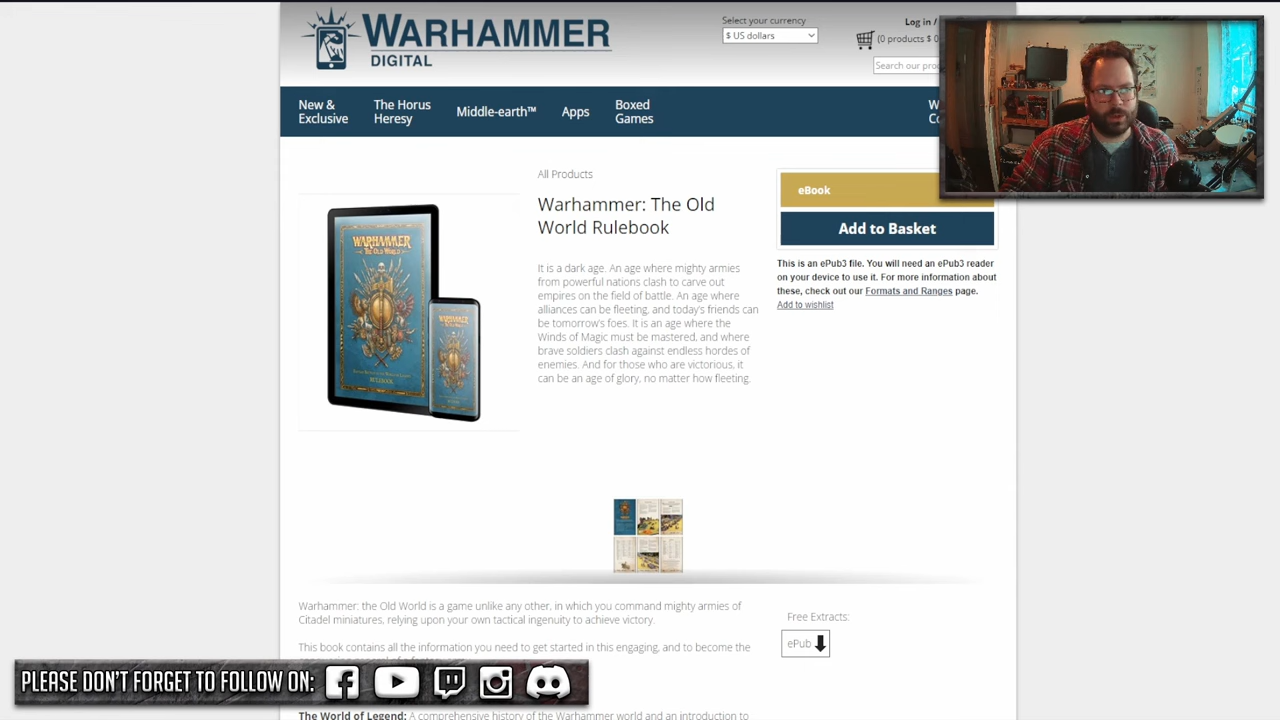 WARHAMMER
DIGITAL
Select your currency
$ US dollars
Log in /
(0 products $ 0
Search our pro
New &
Exclusive
The Horus
Heresy
Middle-earth™
Apps
Boxed
Games
W
Co
All Products
Warhammer: The Old
World Rulebook
eBook
Add to Basket
WARHAMMER
THE OLD WORLD
RULEBOOK
WARHAMMER
It is a dark age. An age where mighty armies
from powerful nations clash to carve out
empires on the field of battle. An age where
alliances can be fleeting, and today's friends can
be tomorrow's foes. It is an age where the
Winds of Magic must be mastered, and where
brave soldiers clash against endless hordes of
enemies. And for those who are victorious, it
can be an age of glory, no matter how fleeting.
This is an ePub3 file. You will need an ePub3 reader
on your device to use it. For more information about
these, check out our Formats and Ranges page.
Add to wishlist
Warhammer: the Old World is a game unlike any other, in which you command mighty armies of
Citadel miniatures, relying upon your own tactical ingenuity to achieve victory.
This book contains all the information you need to get started in this engaging, and to become the
Free Extracts:
ePub
PLEASE DON'T FORGET TO FOLLOW ON:
The World of Legend: A comprehensive history of the Warhammer world and an introduction to